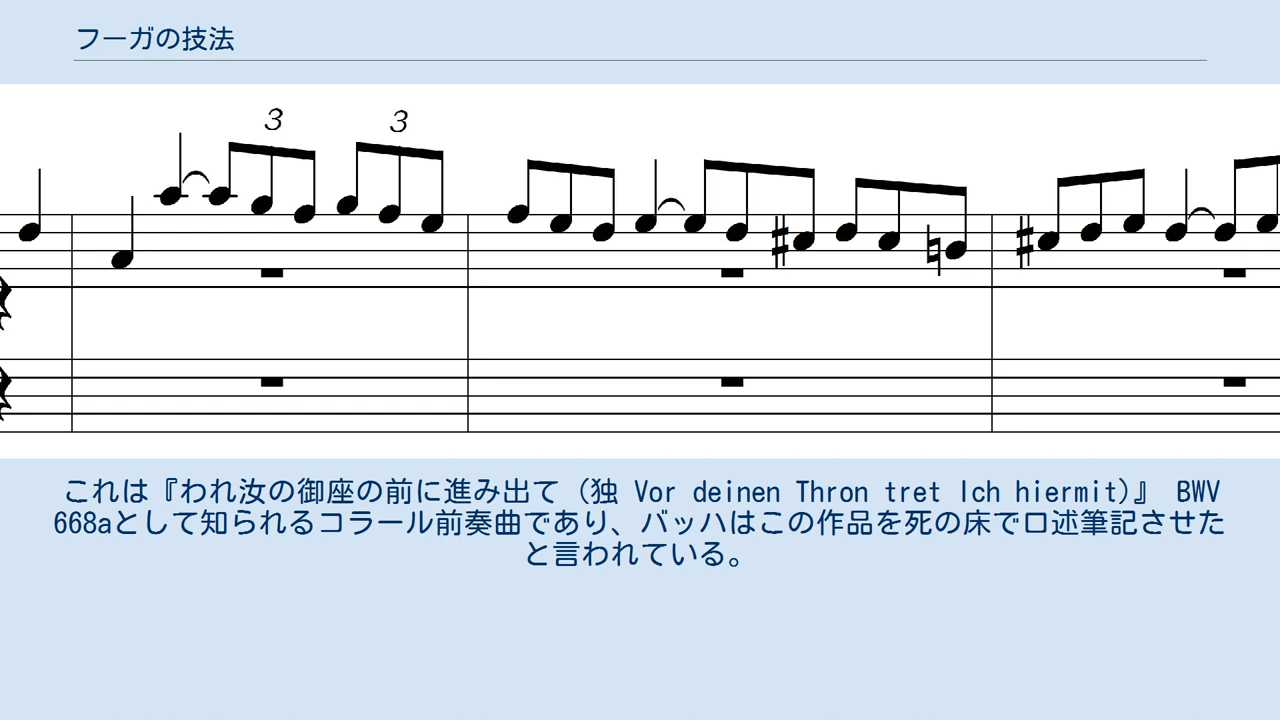 フーガの技法
3 3
これは『われ汝の御座の前に進み出て（独 Vor deinen Thron tret Ich hiermit)』 BWV
668aとして知られるコラール前奏曲であり、バッハはこの作品を死の床で口述筆記させた
と言われている。